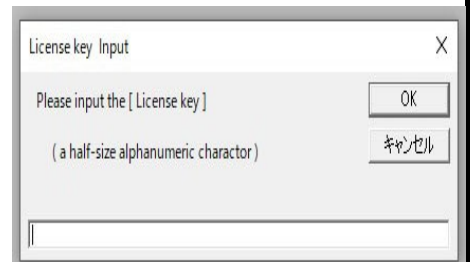 License key Input
X
Please input the [ License key ]
OK
( a half-size alphanumeric charactor )
キャンセル